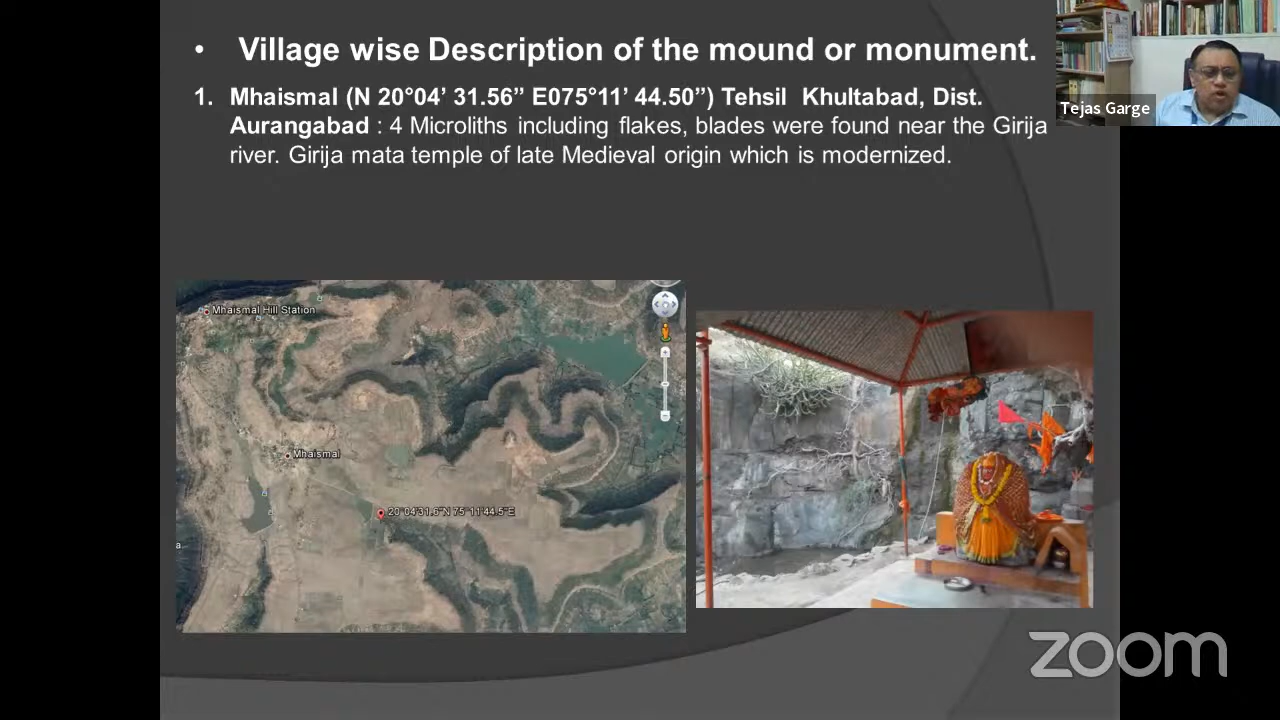 • Village wise Description of the mound or monument.
1. Mhaismal (N 20°04’ 31.56” E075°11’ 44.50”) Tehsil Khultabad, Dist.
Aurangabad : 4 Microliths including flakes, blades were found near the Girija
river. Girija mata temple of late Medieval origin which is modernized.
Tejas Garge
Mhaismal Hill Station
Mhaismal
20°04'31.6"N 75°11'44.5"E
a
zoom